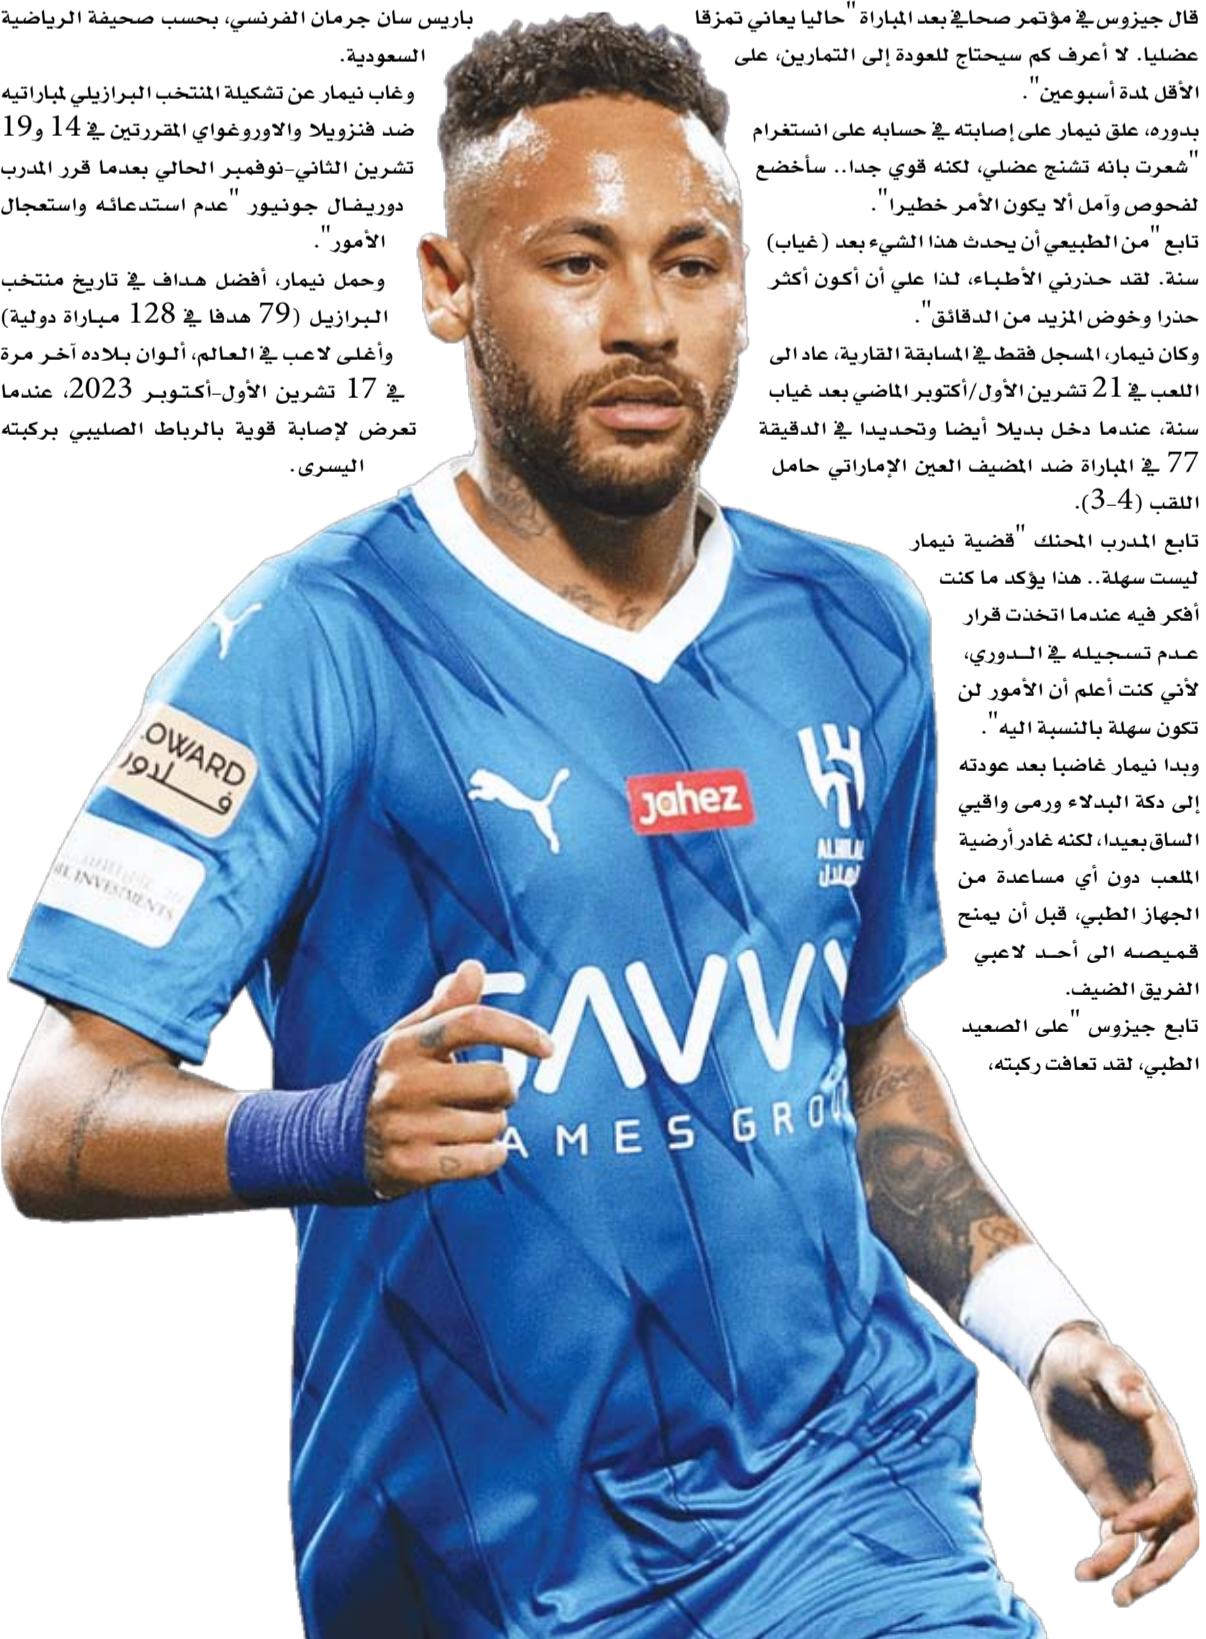 قال جيزوس في مؤتمر صحافي بعد المباراة "حاليا يعاني تمزقا
عضليا. لا أعرف كم سيحتاج للعودة إلى التمارين، على
الأقل لمدة أسبوعين".
بدوره، علق نيمار على إصابته في حسابه على انستغرام
"شعرت بانه تشنج عضلي، لكنه قوي جدا.. سأخضع
لفحوص وآمل ألا يكون الأمر خطيرا".
تابع "من الطبيعي أن يحدث هذا الشيء بعد (غياب)
سنة. لقد حذرني الأطباء، لذا علي أن أكون أكثر
حذرا وخوض المزيد من الدقائق".
وكان نيمار، المسجل فقط في المسابقة القارية، عاد الى
اللعب في 21 تشرين الأول/أكتوبر الماضي بعد غياب
سنة، عندما دخل بديلا أيضا وتحديدا في الدقيقة
77 في المباراة ضد المضيف العين الإماراتي حامل
اللقب (4-3).
تابع المدرب المحنك "قضية نيمار
ليست سهلة.. هذا يؤكد ما كنت
أفكر فيه عندما اتخذت قرار
عدم تسجيله في الدوري،
لأني كنت أعلم أن الأمور لن
تكون سهلة بالنسبة اليه".
وبدا نيمار غاضبا بعد عودته
إلى دكة البدلاء ورمى واقيي
الساق بعيدا، لكنه غادر أرضية
الملعب دون أي مساعدة من
الجهاز الطبي، قبل أن يمنح
قميصه الى أحد لاعبي
الفريق الضيف.
تابع جيزوس "على الصعيد
الطبي، لقد تعافت ركبته،
باريس سان جرمان الفرنسي، بحسب صحيفة الرياضية
السعودية.
وغاب نيمار عن تشكيلة المنتخب البرازيلي لمباراتيه
ضد فنزويلا والاوروغواي المقررتين في 14 و19
تشرين الثاني-نوفمبر الحالي بعدما قرر المدرب
دوريفال جونيور "عدم استدعائه واستعجال
الأمور".
وحمل نيمار، أفضل هداف في تاريخ منتخب
البرازيل (79 هدفا في 128 مباراة دولية)
وأغلى لاعب في العالم، ألوان بلاده آخر مرة
في 17 تشرين الأول-أكتوبر 2023، عندما
تعرض لإصابة قوية بالرباط الصليبي بركبته
اليسرى.
OWARD
فلدور
INVESTMENTS
Jahez
ALHILAL
الهلال
SAVVY
AMES GROU